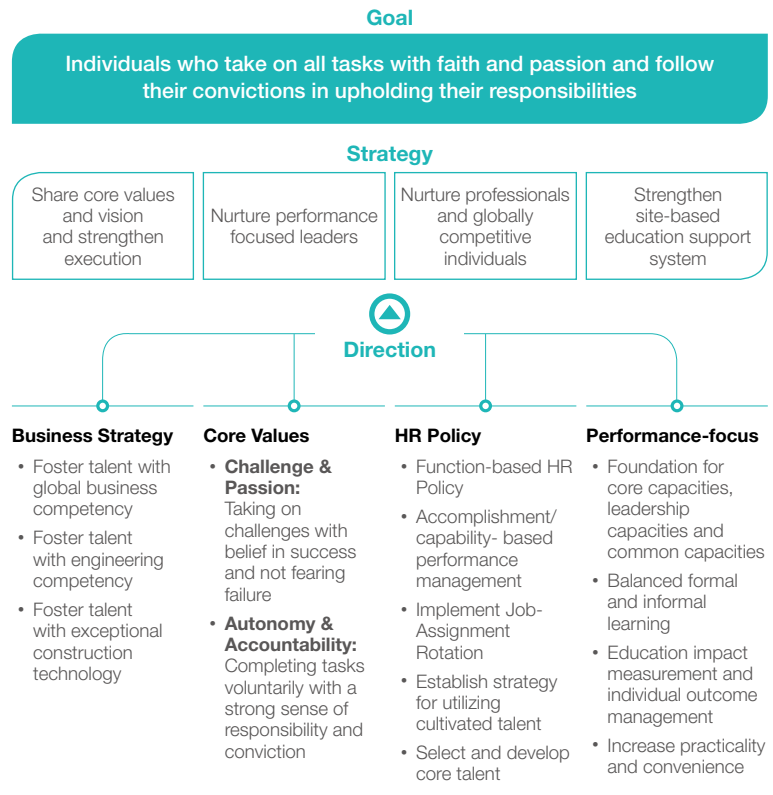 Goal
Individuals who take on all tasks with faith and passion and follow
their convictions in upholding their responsibilities
Strategy
Share core values
and vision
and strengthen
execution
Nurture performance
focused leaders
Nurture professionals
and globally
competitive
individuals
Strengthen
site-based
education support
system
Direction
Business Strategy
• Foster talent with
global business
competency
• Foster talent
with engineering
competency
• Foster talent
with exceptional
construction
technology
Core Values
• Challenge &
Passion:
Taking on
challenges with
belief in success
and not fearing
failure
• Autonomy &
Accountability:
Completing tasks
voluntarily with a
strong sense of
responsibility and
conviction
HR Policy
• Function-based HR
Policy
• Accomplishment/
capability- based
performance
management
• Implement Job-
Assignment
Rotation
• Establish strategy
for utilizing
cultivated talent
• Select and develop
core talent
Performance-focus
• Foundation for
core capacities,
leadership
capacities and
common capacities
• Balanced formal
and informal
learning
• Education impact
measurement and
individual outcome
management
• Increase practicality
and convenience